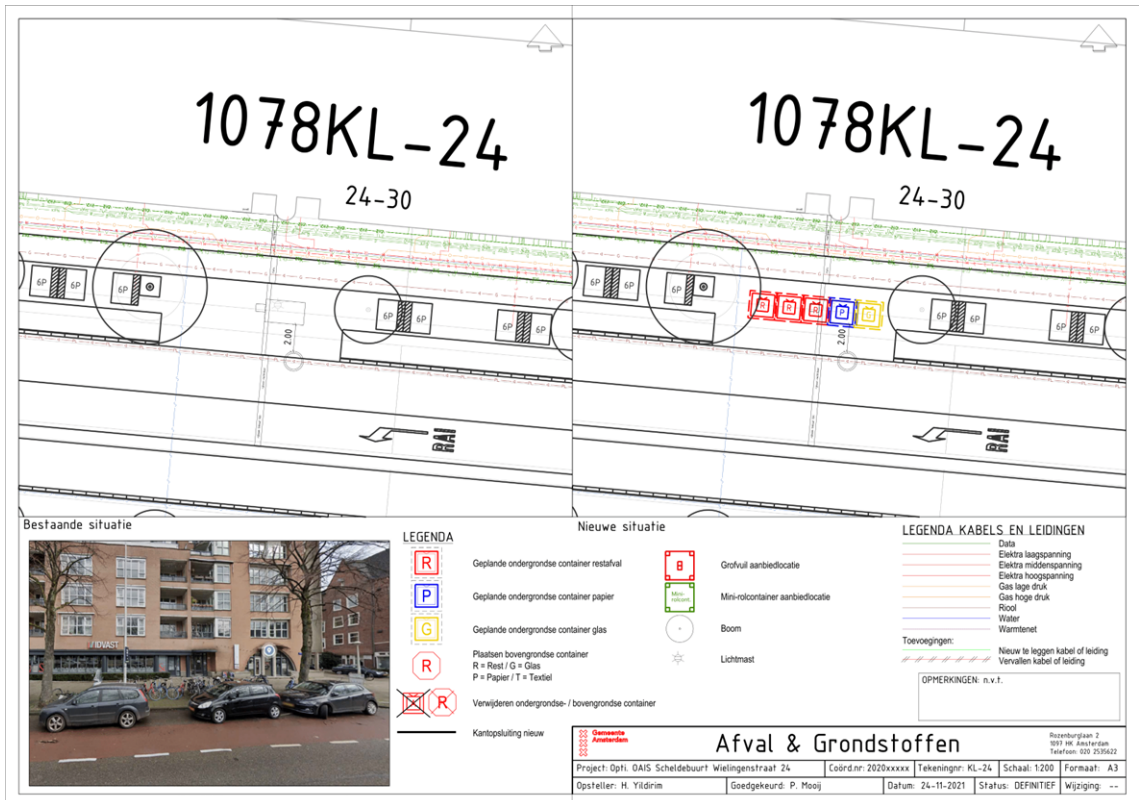 1078KL-24
24-30
6P 6P
6P
6P 6P
6P
2.00
RAI
1078KL-24
24-30
6P 6P
6P
R R R P G
6P 6P
6P 6P
2.00
RAI
Bestaande situatie
LEGENDA
R Geplande ondergrondse container restafval
P Geplande ondergrondse container papier
G Geplande ondergrondse container glas
R Plaatsen bovengrondse container
R = Rest / G = Glas
P = Papier / T = Textiel
R Verwijderen ondergrondse- / bovengrondse container
Kantopsluiting nieuw
Nieuwe situatie
Grofvuil aanbiedlocatie
Mini-rolcont. Mini-rolcontainer aanbiedlocatie
Boom
Lichtmast
LEGENDA KABELS EN LEIDINGEN
Data
Elektra laagspanning
Elektra middenspanning
Elektra hoogspanning
Gas lage druk
Gas hoge druk
Riool
Water
Warmtenet
Toevoegingen:
Nieuw te leggen kabel of leiding
Vervallen kabel of leiding
OPMERKINGEN: n.v.t.
Gemeente
Amsterdam
Afval & Grondstoffen
Rozenburglaan 2
1097 HK Amsterdam
Telefoon: 020 2535622
Project: Opti. OAIS Scheldebuurt Wielingenstraat 24
Coörd.nr: 2020xxxxx
Tekeningnr: KL-24
Schaal: 1:200
Formaat: A3
Opsteller: H. Yildirim
Goedgekeurd: P. Mooij
Datum: 24-11-2021
Status: DEFINITIEF
Wijziging: --